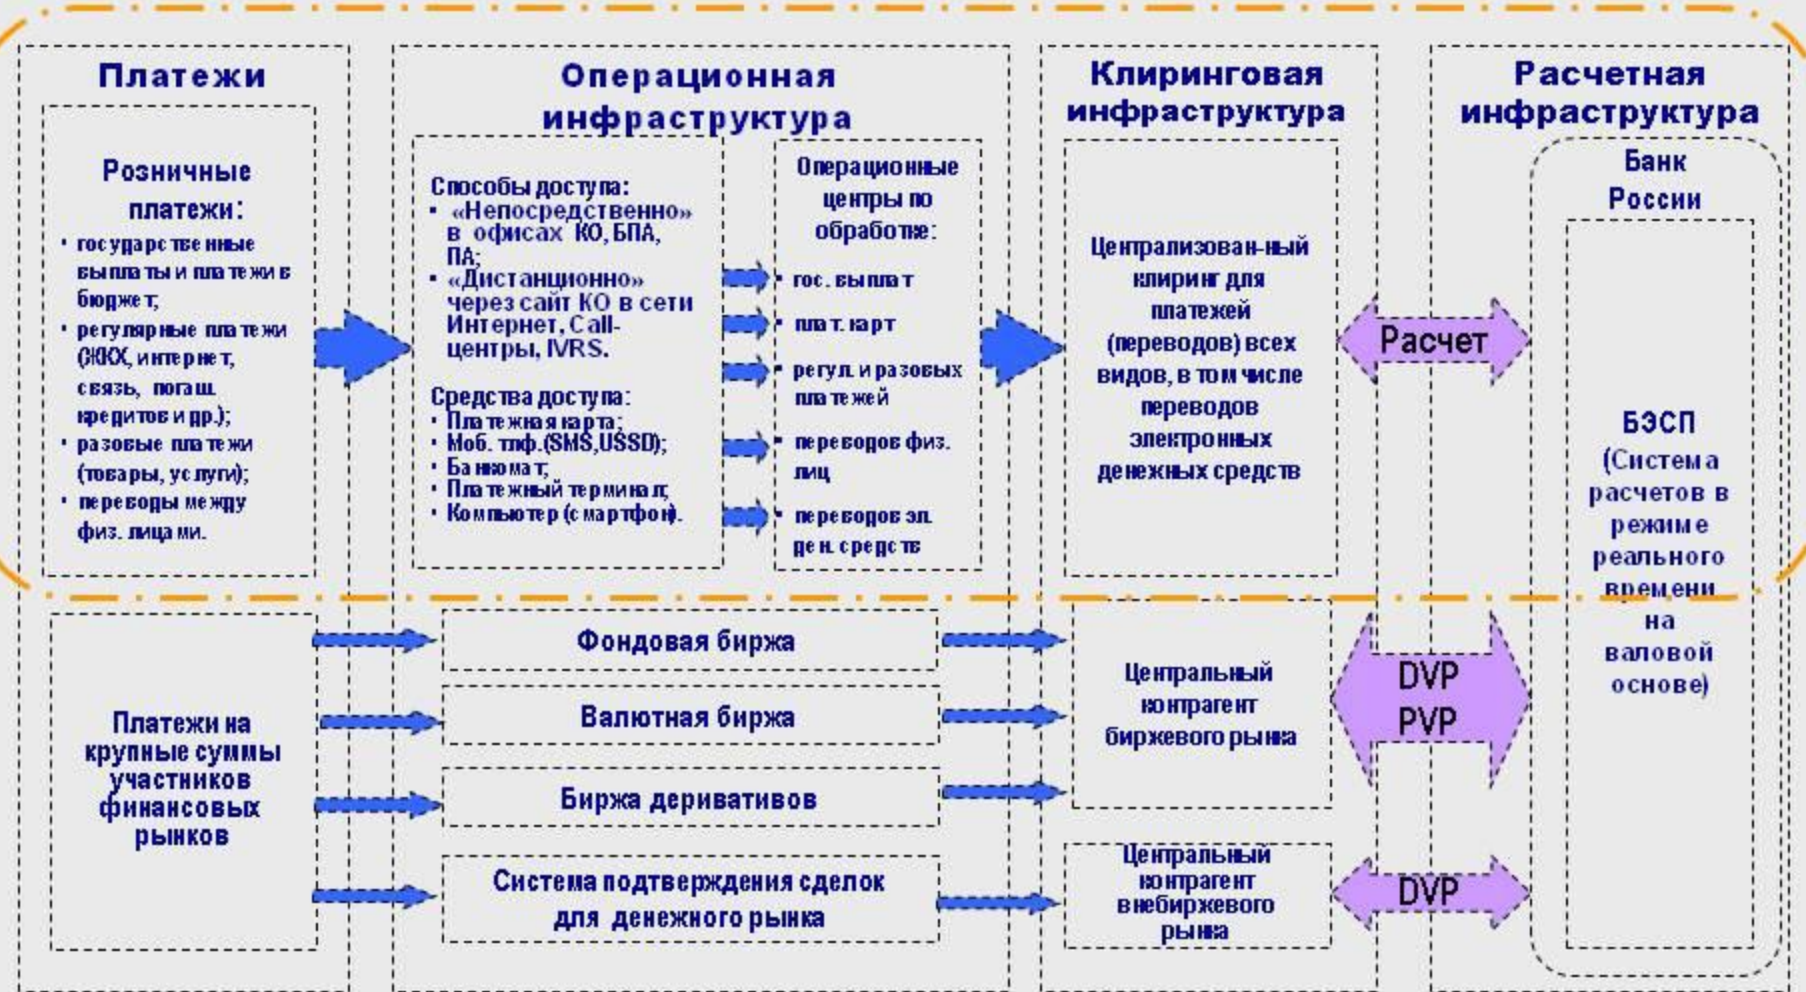 Платежи
Розничные
платежи:
• государственные
выплаты и платежи в
бюджет;
• регулярные платежи
(ЖКХ, интернет,
связь, погаш.
кредитов и др.);
• разовые платежи
(товары, услуги);
• переводы между
физ. лицами.
Платежи на
крупные суммы
участников
финансовых
рынков
Операционная
инфраструктура
Способы доступа:
▪ «Непосредственно»
в офисах КО, БПА,
ПА;
▪ «Дистанционно»
через сайт КО в сети
Интернет, Call-
центры, IVRS.
Средства доступа:
• Платежная карта;
• Моб. тлф.(SMS,USSD);
• Банкомат;
• Платежный терминал;
• Компьютер (смартфон).
Операционные
центры по
обработке:
• гос. выплат
• плат. карт
• регул. и разовых
платежей
• переводов физ.
лиц
• переводов эл.
ден. средств
Фондовая биржа
Валютная биржа
Биржа деривативов
Система подтверждения сделок
для денежного рынка
Клиринговая
инфраструктура
Централизован-ный
клиринг для
платежей
(переводов) всех
видов, в том числе
переводов
электронных
денежных средств
Центральный
контрагент
биржевого рынка
Центральный
контрагент
внебиржевого
рынка
Расчет
DVP
PVP
DVP
Расчетная
инфраструктура
Банк
России
БЭСП
(Система
расчетов в
режиме
реального
времени
на
валовой
основе)